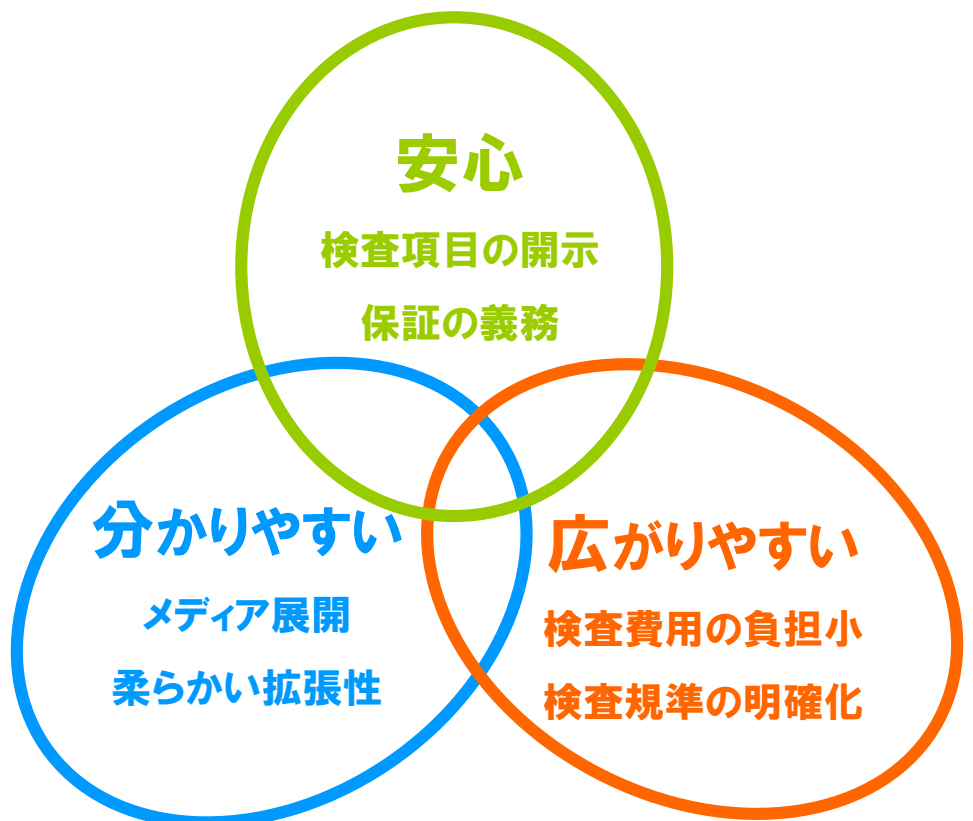 安心
検査項目の開示
保証の義務
分かりやすい
メディア展開
柔らかい拡張性
広がりやすい
検査費用の負担小
検査規準の明確化